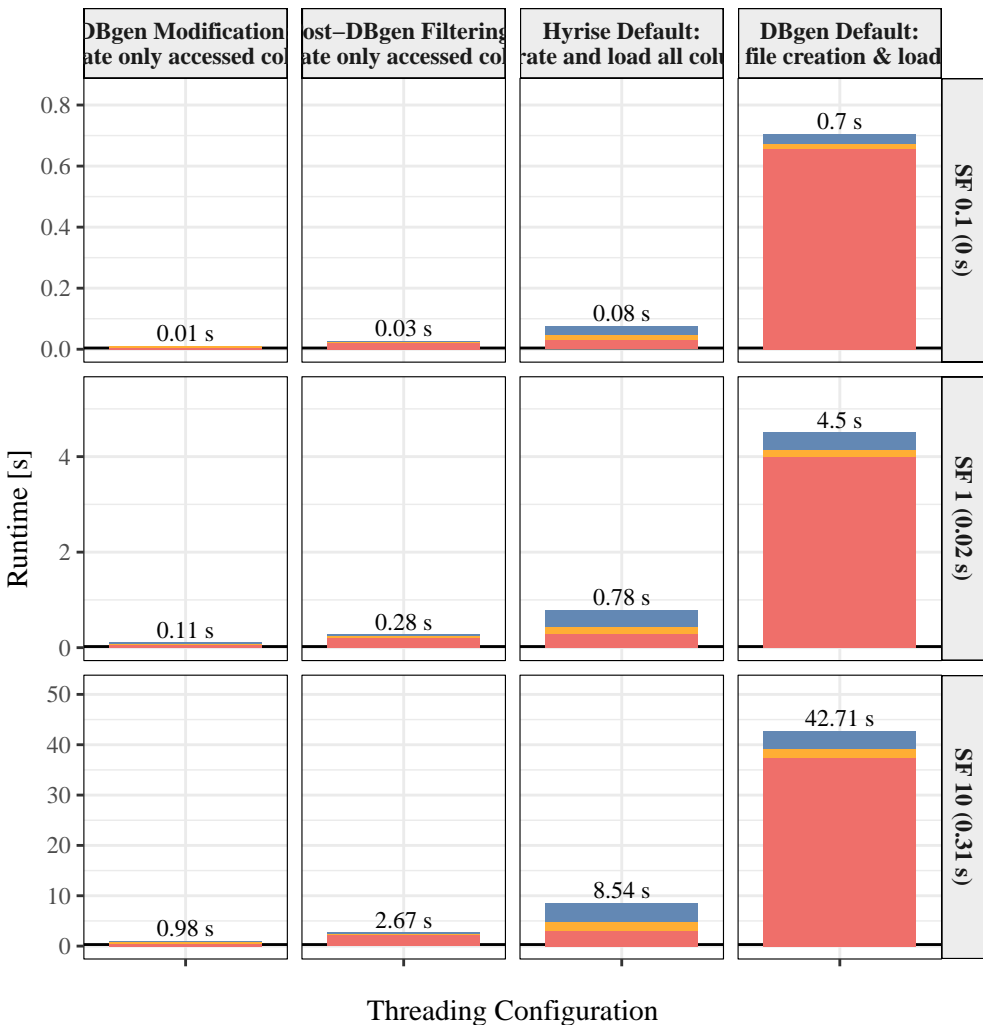 DBgen Modification
ate only accessed col
ost−DBgen Filtering
ate only accessed col
Hyrise Default:
rate and load all colu
DBgen Default:
file creation & load
0.8
0.6
0.4
0.2
0.0
0.01 s
0.03 s
0.08 s
0.7 s
SF 0.1 (0 s)
4
2
0
0.11 s
0.28 s
0.78 s
4.5 s
SF 1 (0.02 s)
50
40
30
20
10
0
0.98 s
2.67 s
8.54 s
42.71 s
SF 10 (0.31 s)
Runtime [s]
Threading Configuration